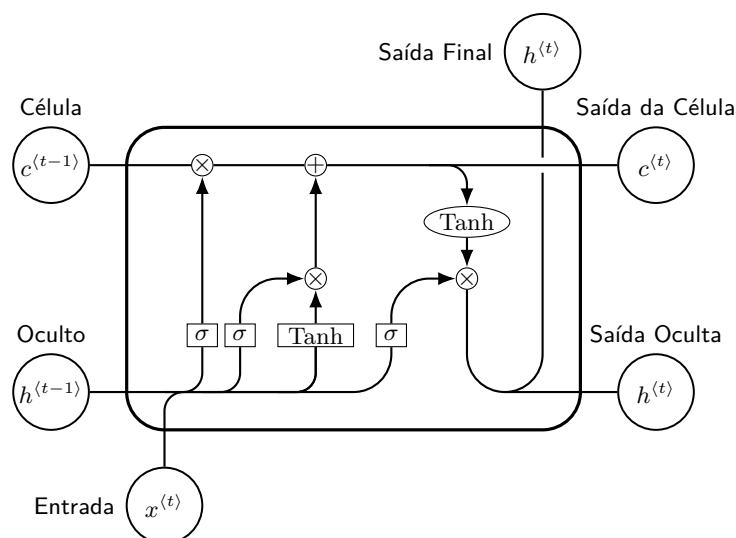 Saída Final
h⟨t⟩
Célula
Saída da Célula
c⟨t−1⟩
×
+
c⟨t⟩
Tanh
×
×
σ
σ
Tanh
σ
Oculto
Saída Oculta
h⟨t−1⟩
h⟨t⟩
Entrada
x⟨t⟩